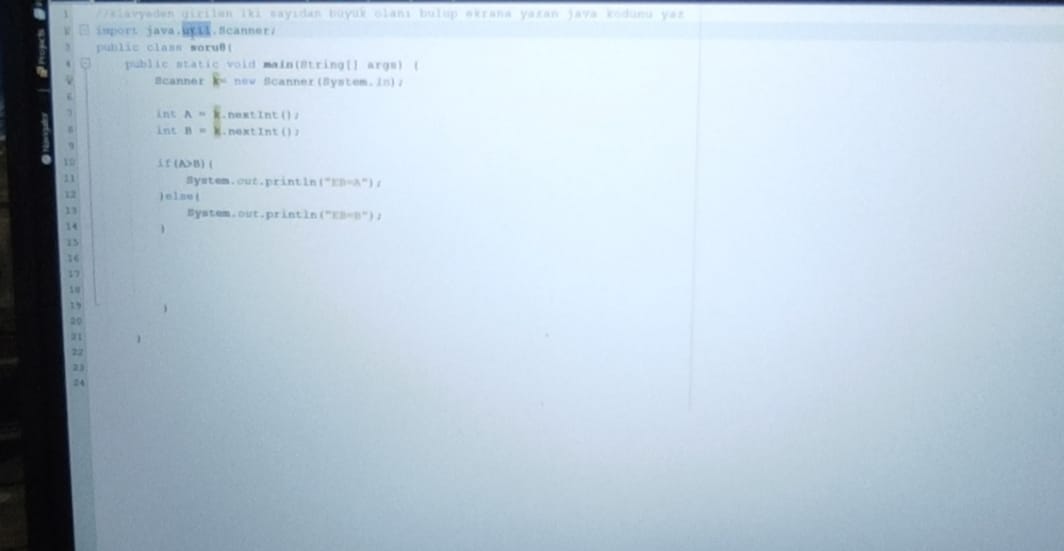 //klavyeden girilen iki sayıdan büyük olanı bulup ekrana yazan java kodunu yaz
import java.util.Scanner;
public class soru8{
public static void main(String[] args) {
Scanner k= new Scanner(System.in);
int A = k.nextInt();
int B = k.nextInt();
if(A>B){
System.out.println("EB=A");
}else{
System.out.println("EB=B");
}
}
}
Projects
Navigator